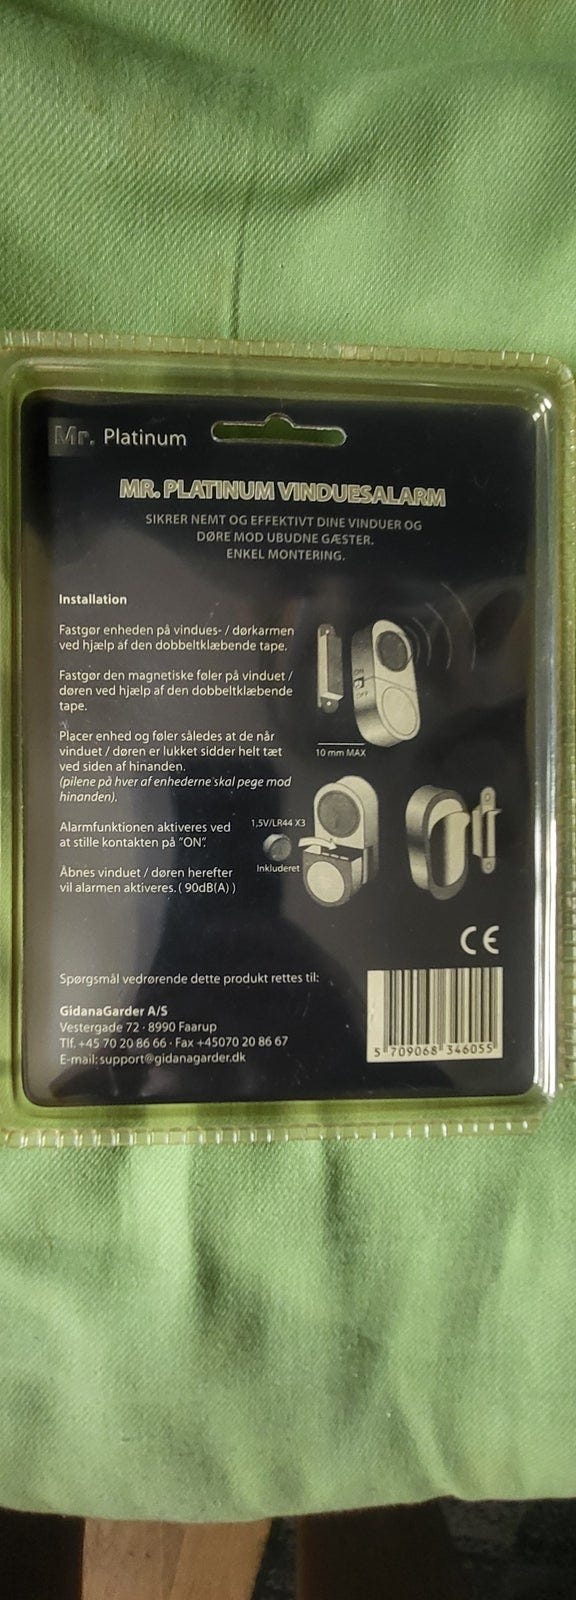 Mr. Platinum
MR. PLATINUM VINDUESALARM
SIKRER NEMT OG EFFEKTIVT DINE VINDUER OG
DØRE MOD UBUDNE GÆSTER.
ENKEL MONTERING.
Installation
Fastgør enheden på vindues- / dørkarmen
ved hjælp af den dobbeltklæbende tape.
Fastgør den magnetiske føler på vinduet /
døren ved hjælp af den dobbeltklæbende
tape.
Placer enhed og føler således at de når
vinduet / døren er lukket sidder helt tæt
ved siden af hinanden.
(pilene på hver af enhederne skal pege mod
hinanden).
Alarmfunktionen aktiveres ved
at stille kontakten på "ON".
Åbnes vinduet / døren herefter
vil alarmen aktiveres. ( 90dB(A) )
ON
OFF
10 mm MAX
1,5V/LR44 X3
Inkluderet
CE
Spørgsmål vedrørende dette produkt rettes til:
GidanaGarder A/S
Vestergade 72 · 8990 Faarup
Tlf. +45 70 20 86 66 · Fax +45070 20 86 67
E-mail: support@gidanagarder.dk
5 709068 346055